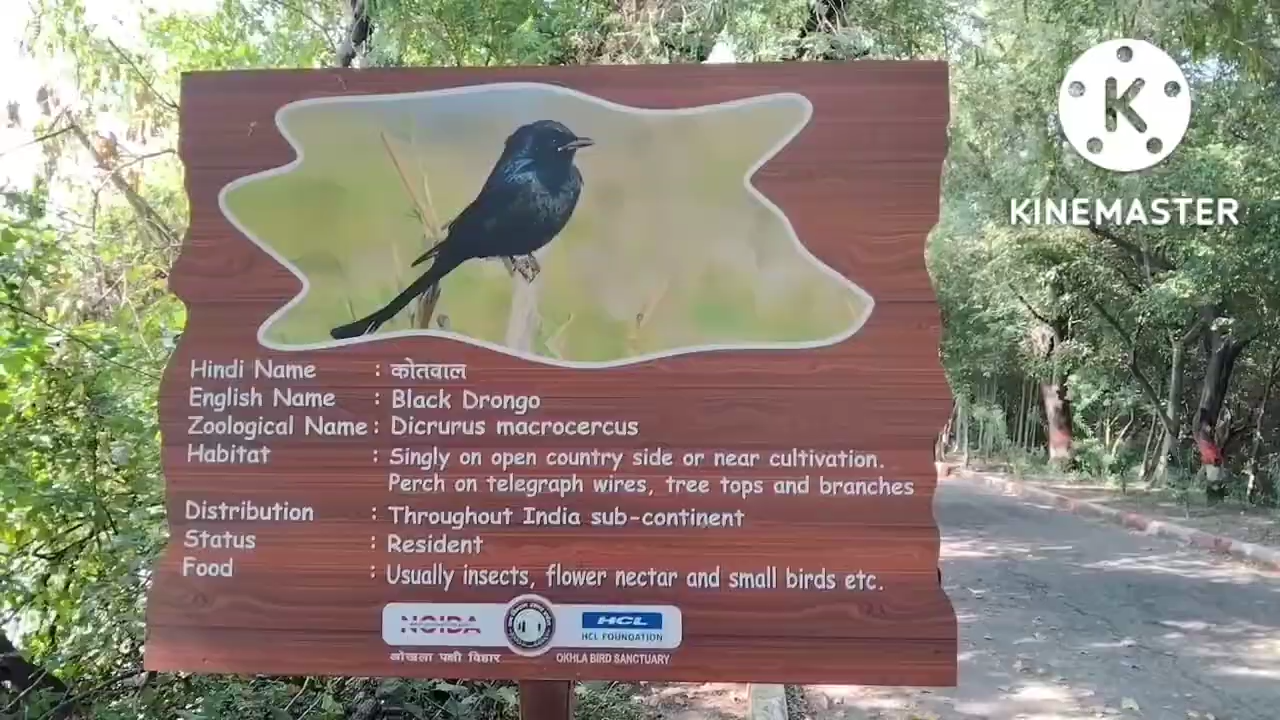 K
KINEMASTER
Hindi Name : कोतवाल
English Name : Black Drongo
Zoological Name : Dicrurus macrocercus
Habitat : Singly on open country side or near cultivation.
Perch on telegraph wires, tree tops and branches
Distribution : Throughout India sub-continent
Status : Resident
Food : Usually insects, flower nectar and small birds etc.
NOIDA
HCL
HCL FOUNDATION
ओखला पक्षी विहार
OKHLA BIRD SANCTUARY